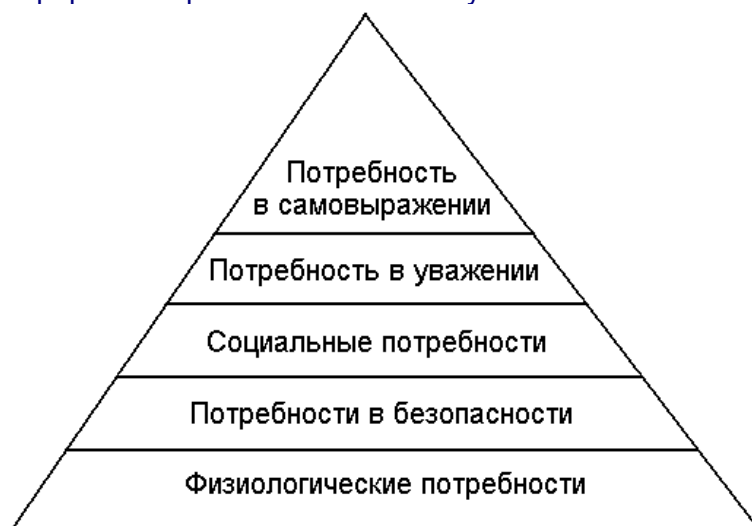 Потребность
в самовыражении
Потребность в уважении
Социальные потребности
Потребности в безопасности
Физиологические потребности